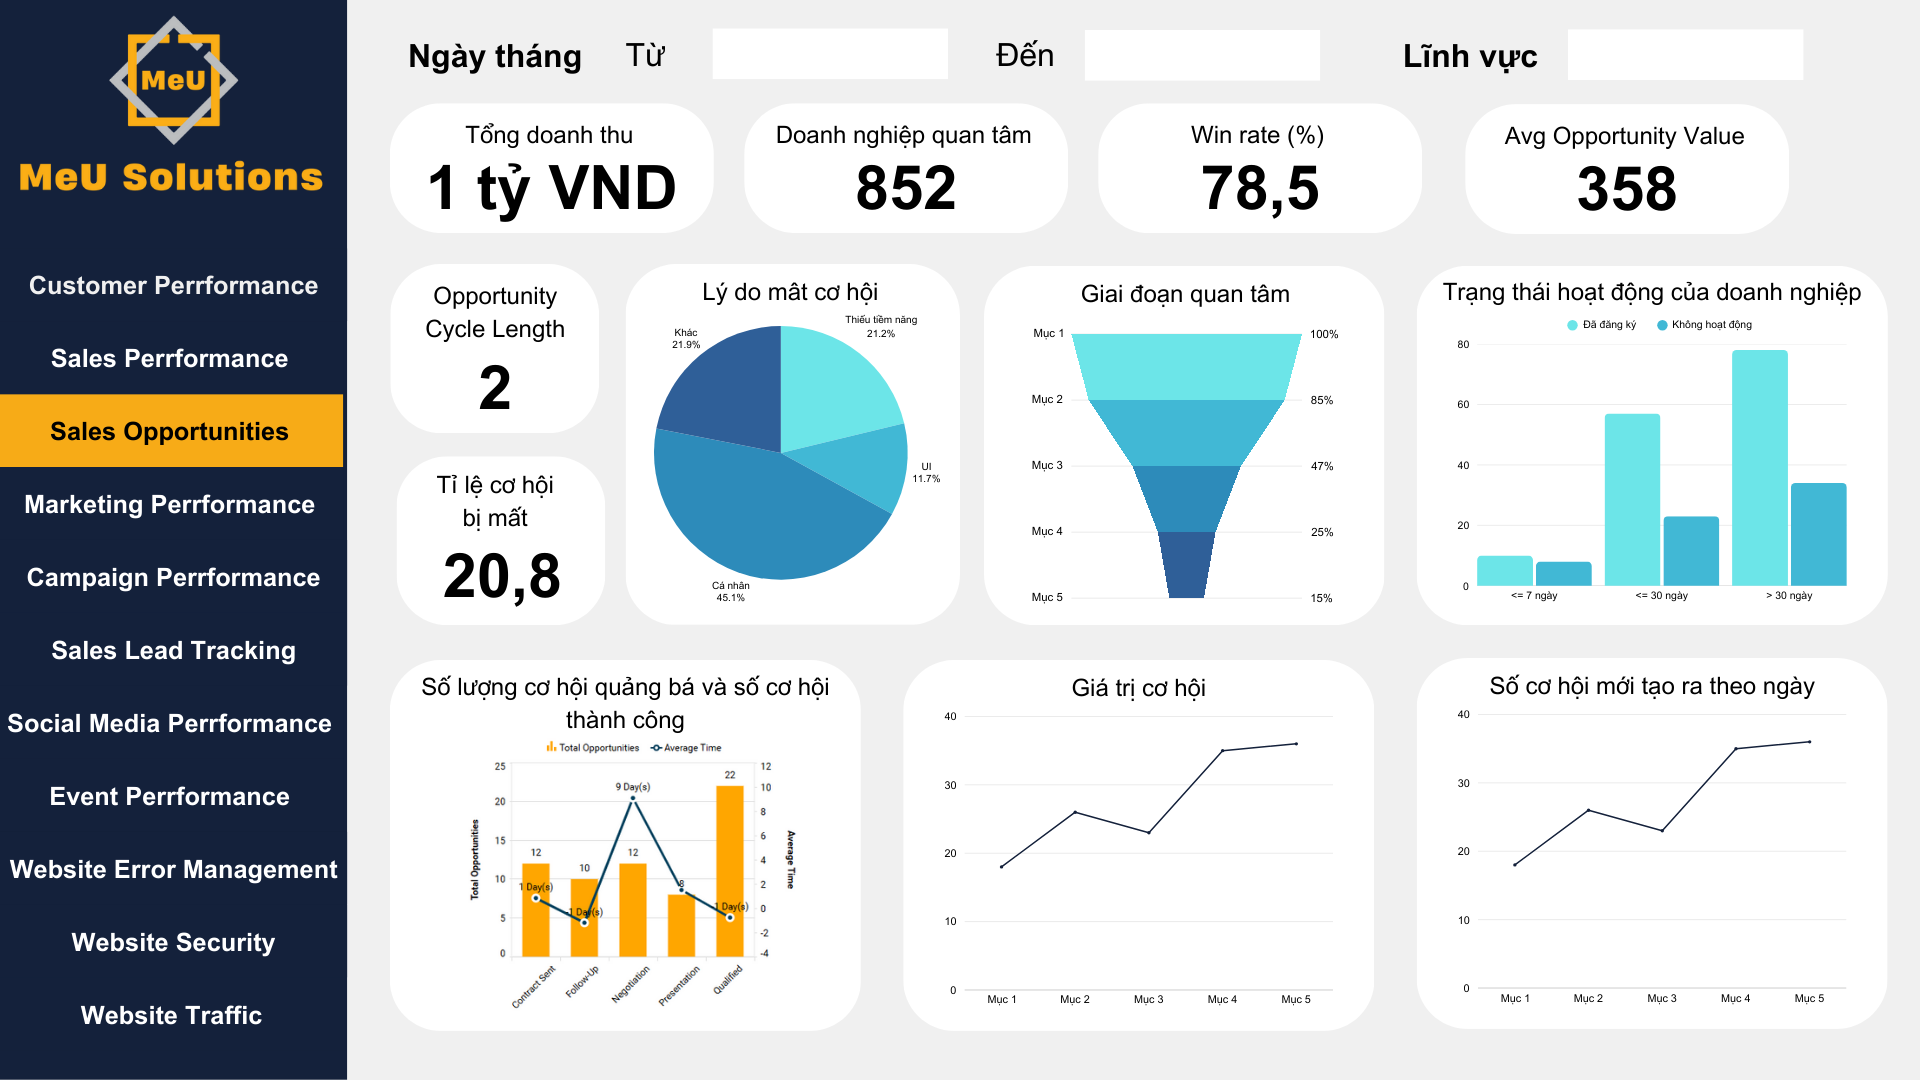 MeU
MeU Solutions
Customer Perrformance
Sales Perrformance
Sales Opportunities
Marketing Perrformance
Campaign Perrformance
Sales Lead Tracking
Social Media Perrformance
Event Perrformance
Website Error Management
Website Security
Website Traffic
Ngày tháng Từ Đến Lĩnh vực
Tổng doanh thu
1 tỷ VND
Doanh nghiệp quan tâm
852
Win rate (%)
78,5
Avg Opportunity Value
358
Opportunity
Cycle Length
2
Tỉ lệ cơ hội
bị mất
20,8
Lý do mât cơ hội
Khác
21.9%
Thiếu tiềm năng
21.2%
UI
11.7%
Cá nhân
45.1%
Giai đoạn quan tâm
Mục 1 100%
Mục 2 85%
Mục 3 47%
Mục 4 25%
Mục 5 15%
Trạng thái hoạt động của doanh nghiệp
Đã đăng ký Không hoạt động
80
60
40
20
0
<= 7 ngày <= 30 ngày > 30 ngày
Số lượng cơ hội quảng bá và số cơ hội
thành công
Total Opportunities Average Time
25
20
15
10
5
0
Total Opportunities
12
10
12
8
22
1 Day(s)
-1 Day(s)
9 Day(s)
-1 Day(s)
12
10
8
6
4
2
0
-2
-4
Average Time
Contract Sent
Follow-Up
Negotiation
Presentation
Qualified
Giá trị cơ hội
40
30
20
10
0
Mục 1 Mục 2 Mục 3 Mục 4 Mục 5
Số cơ hội mới tạo ra theo ngày
40
30
20
10
0
Mục 1 Mục 2 Mục 3 Mục 4 Mục 5